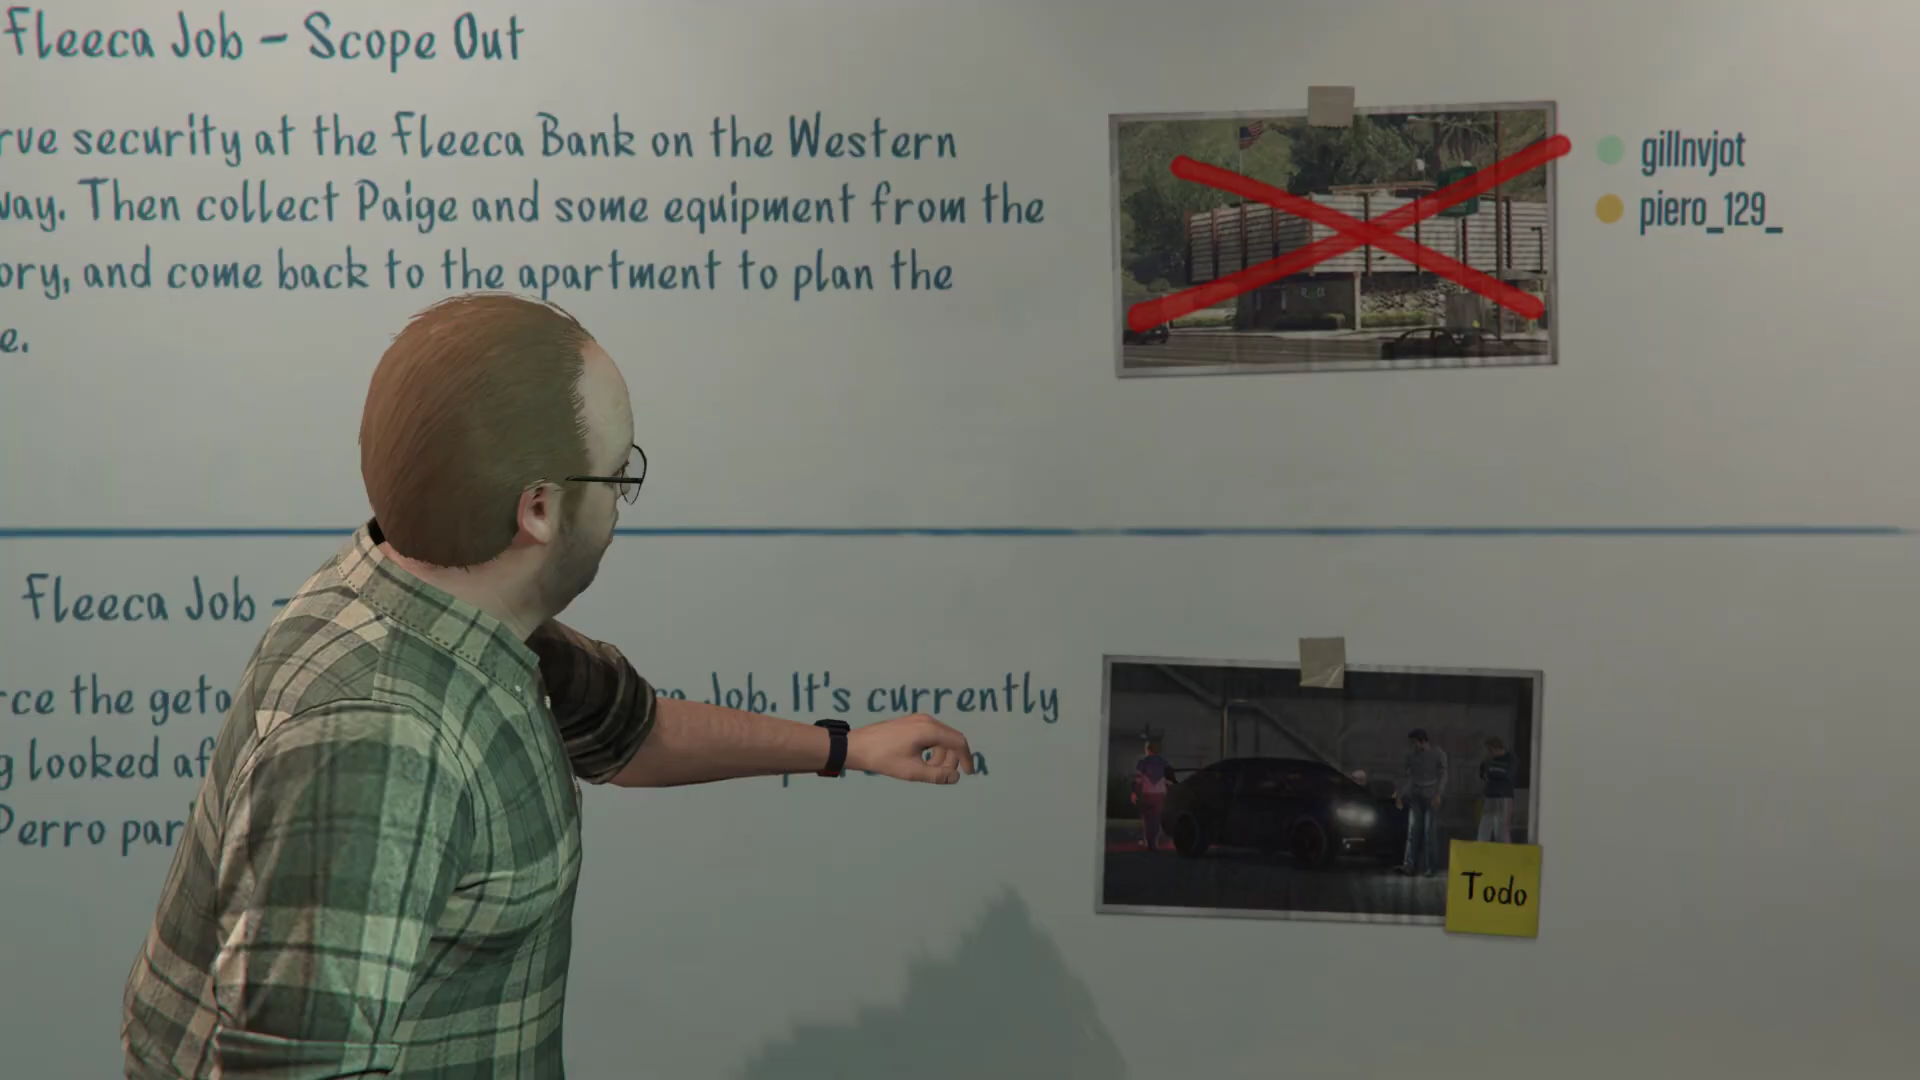 Fleeca Job - Scope Out
rve security at the Fleeca Bank on the Western
way. Then collect Paige and some equipment from the
ory, and come back to the apartment to plan the
e.
gillnvjot
piero_129_
Fleeca Job -
rce the geta Job. It's currently
g looked af a
Perro par
Todo